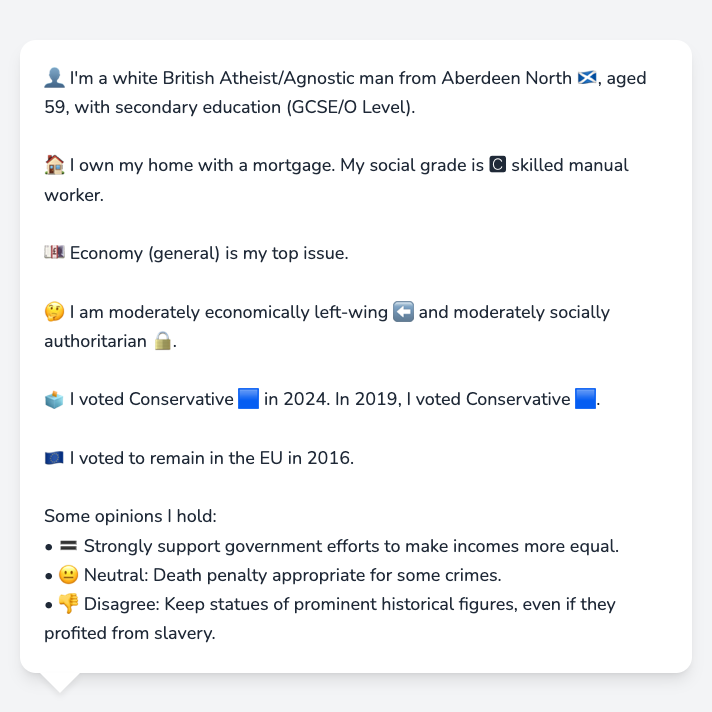 👤 I'm a white British Atheist/Agnostic man from Aberdeen North 🏴󠁧󠁢󠁳󠁣󠁴󠁿, aged
59, with secondary education (GCSE/O Level).
🏠 I own my home with a mortgage. My social grade is 🅲 skilled manual
worker.
💷 Economy (general) is my top issue.
🤔 I am moderately economically left-wing ⬅️ and moderately socially
authoritarian 🔒.
🗳️ I voted Conservative 🟦 in 2024. In 2019, I voted Conservative 🟦.
🇪🇺 I voted to remain in the EU in 2016.
Some opinions I hold:
• 🟰 Strongly support government efforts to make incomes more equal.
• 😐 Neutral: Death penalty appropriate for some crimes.
• 👎 Disagree: Keep statues of prominent historical figures, even if they
profited from slavery.